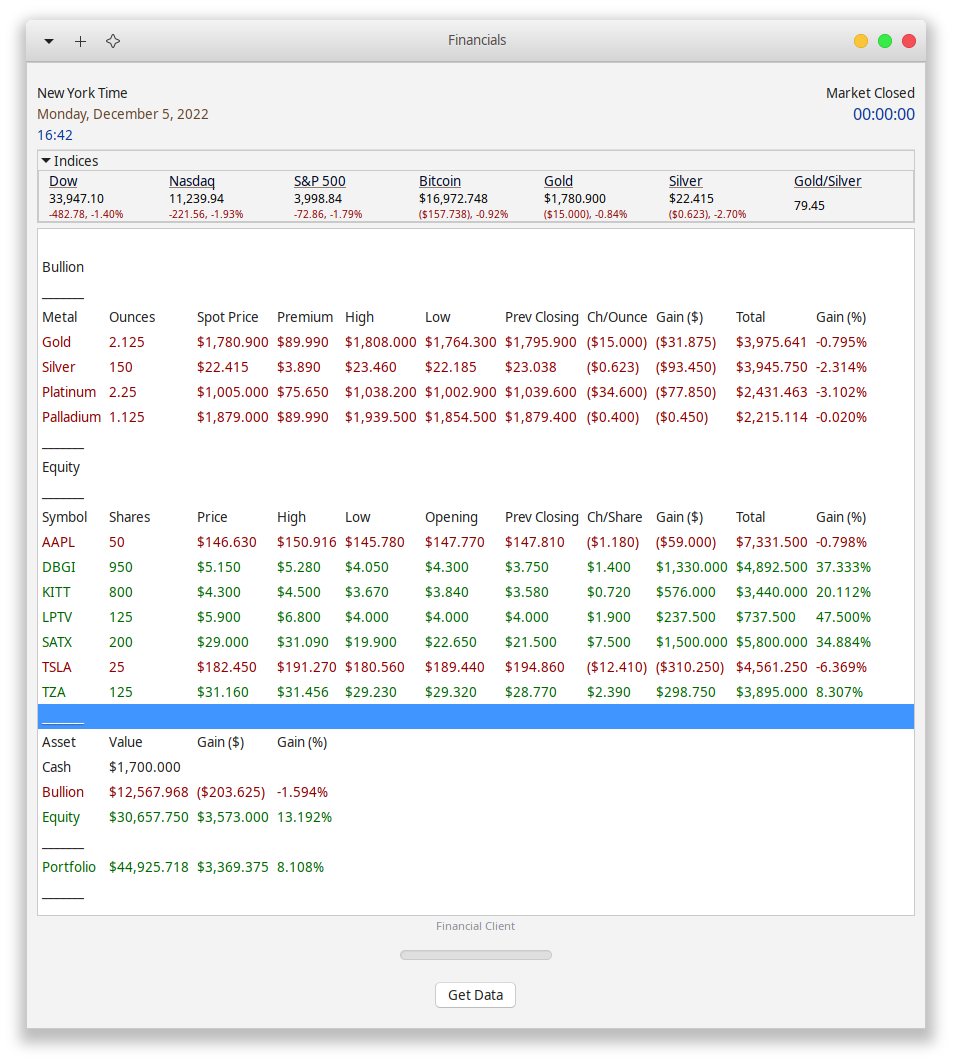 Financials
New York Time Market Closed
Monday, December 5, 2022 00:00:00
16:42
Indices
Dow Nasdaq S&P 500 Bitcoin Gold Silver Gold/Silver
33,947.10 11,239.94 3,998.84 $16,972.748 $1,780.900 $22.415 79.45
-482.78, -1.40% -221.56, -1.93% -72.86, -1.79% ($157.738), -0.92% ($15.000), -0.84% ($0.623), -2.70%
Bullion
______
Metal Ounces Spot Price Premium High Low Prev Closing Ch/Ounce Gain ($) Total Gain (%)
Gold 2.125 $1,780.900 $89.990 $1,808.000 $1,764.300 $1,795.900 ($15.000) ($31.875) $3,975.641 -0.795%
Silver 150 $22.415 $3.890 $23.460 $22.185 $23.038 ($0.623) ($93.450) $3,945.750 -2.314%
Platinum 2.25 $1,005.000 $75.650 $1,038.200 $1,002.900 $1,039.600 ($34.600) ($77.850) $2,431.463 -3.102%
Palladium 1.125 $1,879.000 $89.990 $1,939.500 $1,854.500 $1,879.400 ($0.400) ($0.450) $2,215.114 -0.020%
______
Equity
______
Symbol Shares Price High Low Opening Prev Closing Ch/Share Gain ($) Total Gain (%)
AAPL 50 $146.630 $150.916 $145.780 $147.770 $147.810 ($1.180) ($59.000) $7,331.500 -0.798%
DBGI 950 $5.150 $5.280 $4.050 $4.300 $3.750 $1.400 $1,330.000 $4,892.500 37.333%
KITT 800 $4.300 $4.500 $3.670 $3.840 $3.580 $0.720 $576.000 $3,440.000 20.112%
LPTV 125 $5.900 $6.800 $4.000 $4.000 $4.000 $1.900 $237.500 $737.500 47.500%
SATX 200 $29.000 $31.090 $19.900 $22.650 $21.500 $7.500 $1,500.000 $5,800.000 34.884%
TSLA 25 $182.450 $191.270 $180.560 $189.440 $194.860 ($12.410) ($310.250) $4,561.250 -6.369%
TZA 125 $31.160 $31.456 $29.230 $29.320 $28.770 $2.390 $298.750 $3,895.000 8.307%
______
Asset Value Gain ($) Gain (%)
Cash $1,700.000
Bullion $12,567.968 ($203.625) -1.594%
Equity $30,657.750 $3,573.000 13.192%
______
Portfolio $44,925.718 $3,369.375 8.108%
______
Financial Client
Get Data